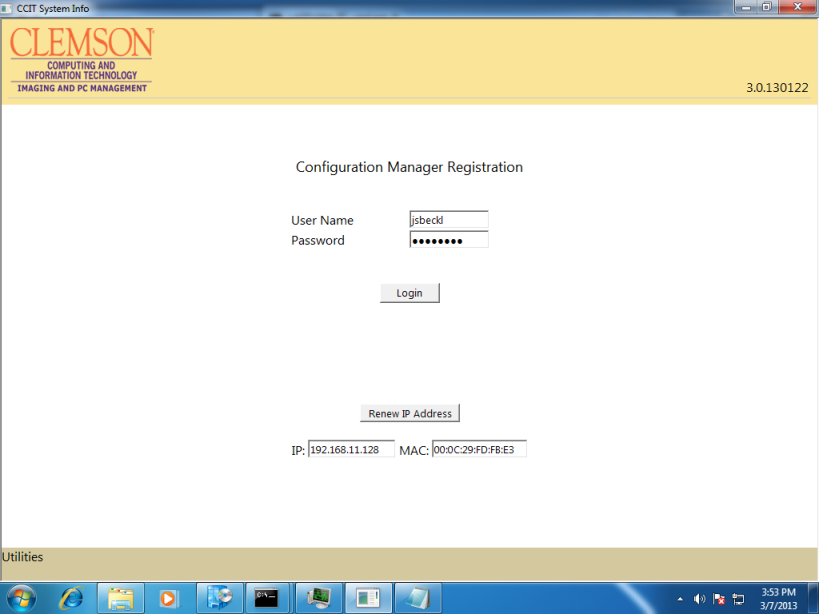 CCIT System Info
CLEMSON
COMPUTING AND
INFORMATION TECHNOLOGY
IMAGING AND PC MANAGEMENT
3.0.130122
Configuration Manager Registration
User Name jsbeckl
Password ●●●●●●●●
Login
Renew IP Address
IP: 192.168.11.128 MAC: 00:0C:29:FD:FB:E3
Utilities
C:\_
3:53 PM
3/7/2013